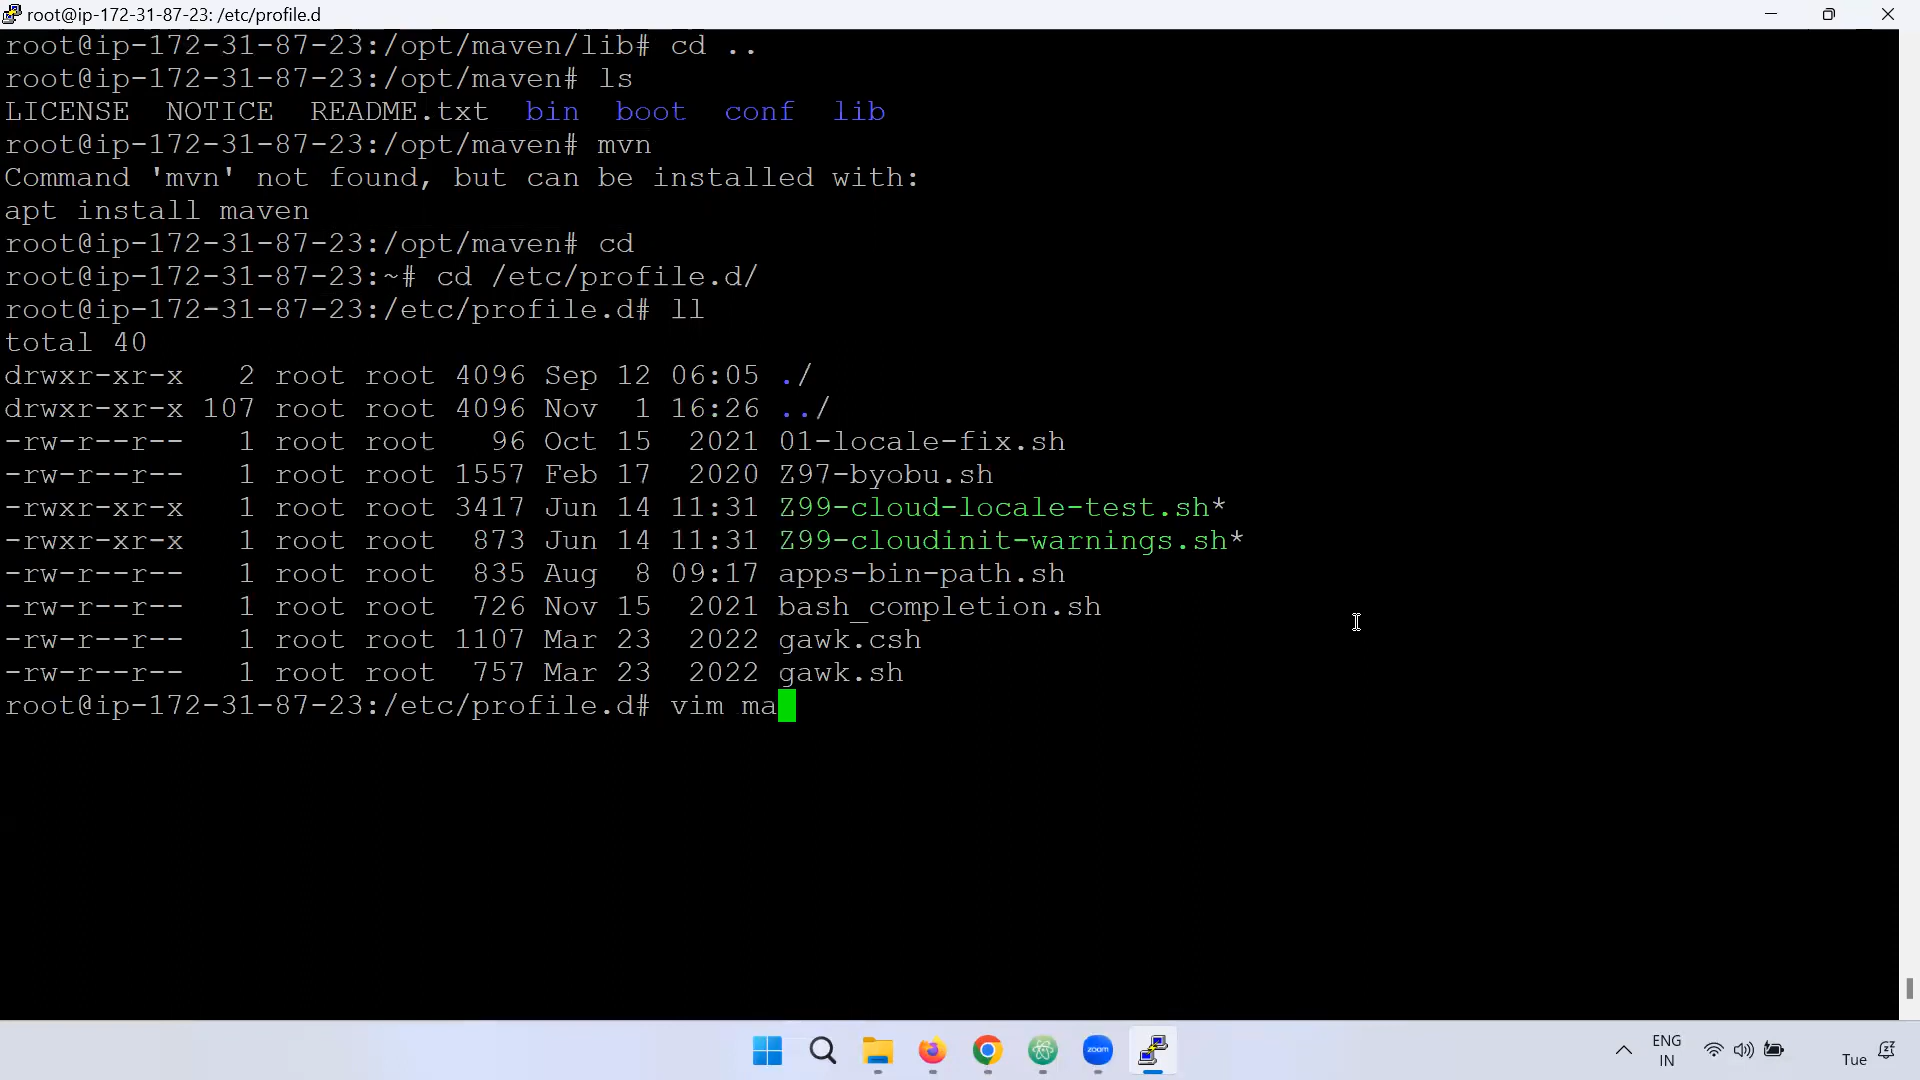 root@ip-172-31-87-23: /etc/profile.d
root@ip-172-31-87-23:/opt/maven/lib# cd ..
root@ip-172-31-87-23:/opt/maven# ls
LICENSE  NOTICE  README.txt  bin  boot  conf  lib
root@ip-172-31-87-23:/opt/maven# mvn
Command 'mvn' not found, but can be installed with:
apt install maven
root@ip-172-31-87-23:/opt/maven# cd
root@ip-172-31-87-23:~# cd /etc/profile.d/
root@ip-172-31-87-23:/etc/profile.d# ll
total 40
drwxr-xr-x   2 root root 4096 Sep 12 06:05 ./
drwxr-xr-x 107 root root 4096 Nov  1 16:26 ../
-rw-r--r--   1 root root   96 Oct 15  2021 01-locale-fix.sh
-rw-r--r--   1 root root 1557 Feb 17  2020 Z97-byobu.sh
-rwxr-xr-x   1 root root 3417 Jun 14 11:31 Z99-cloud-locale-test.sh*
-rwxr-xr-x   1 root root  873 Jun 14 11:31 Z99-cloudinit-warnings.sh*
-rw-r--r--   1 root root  835 Aug  8 09:17 apps-bin-path.sh
-rw-r--r--   1 root root  726 Nov 15  2021 bash_completion.sh
-rw-r--r--   1 root root 1107 Mar 23  2022 gawk.csh
-rw-r--r--   1 root root  757 Mar 23  2022 gawk.sh
root@ip-172-31-87-23:/etc/profile.d# vim ma
zoom
ENG
IN
Tue